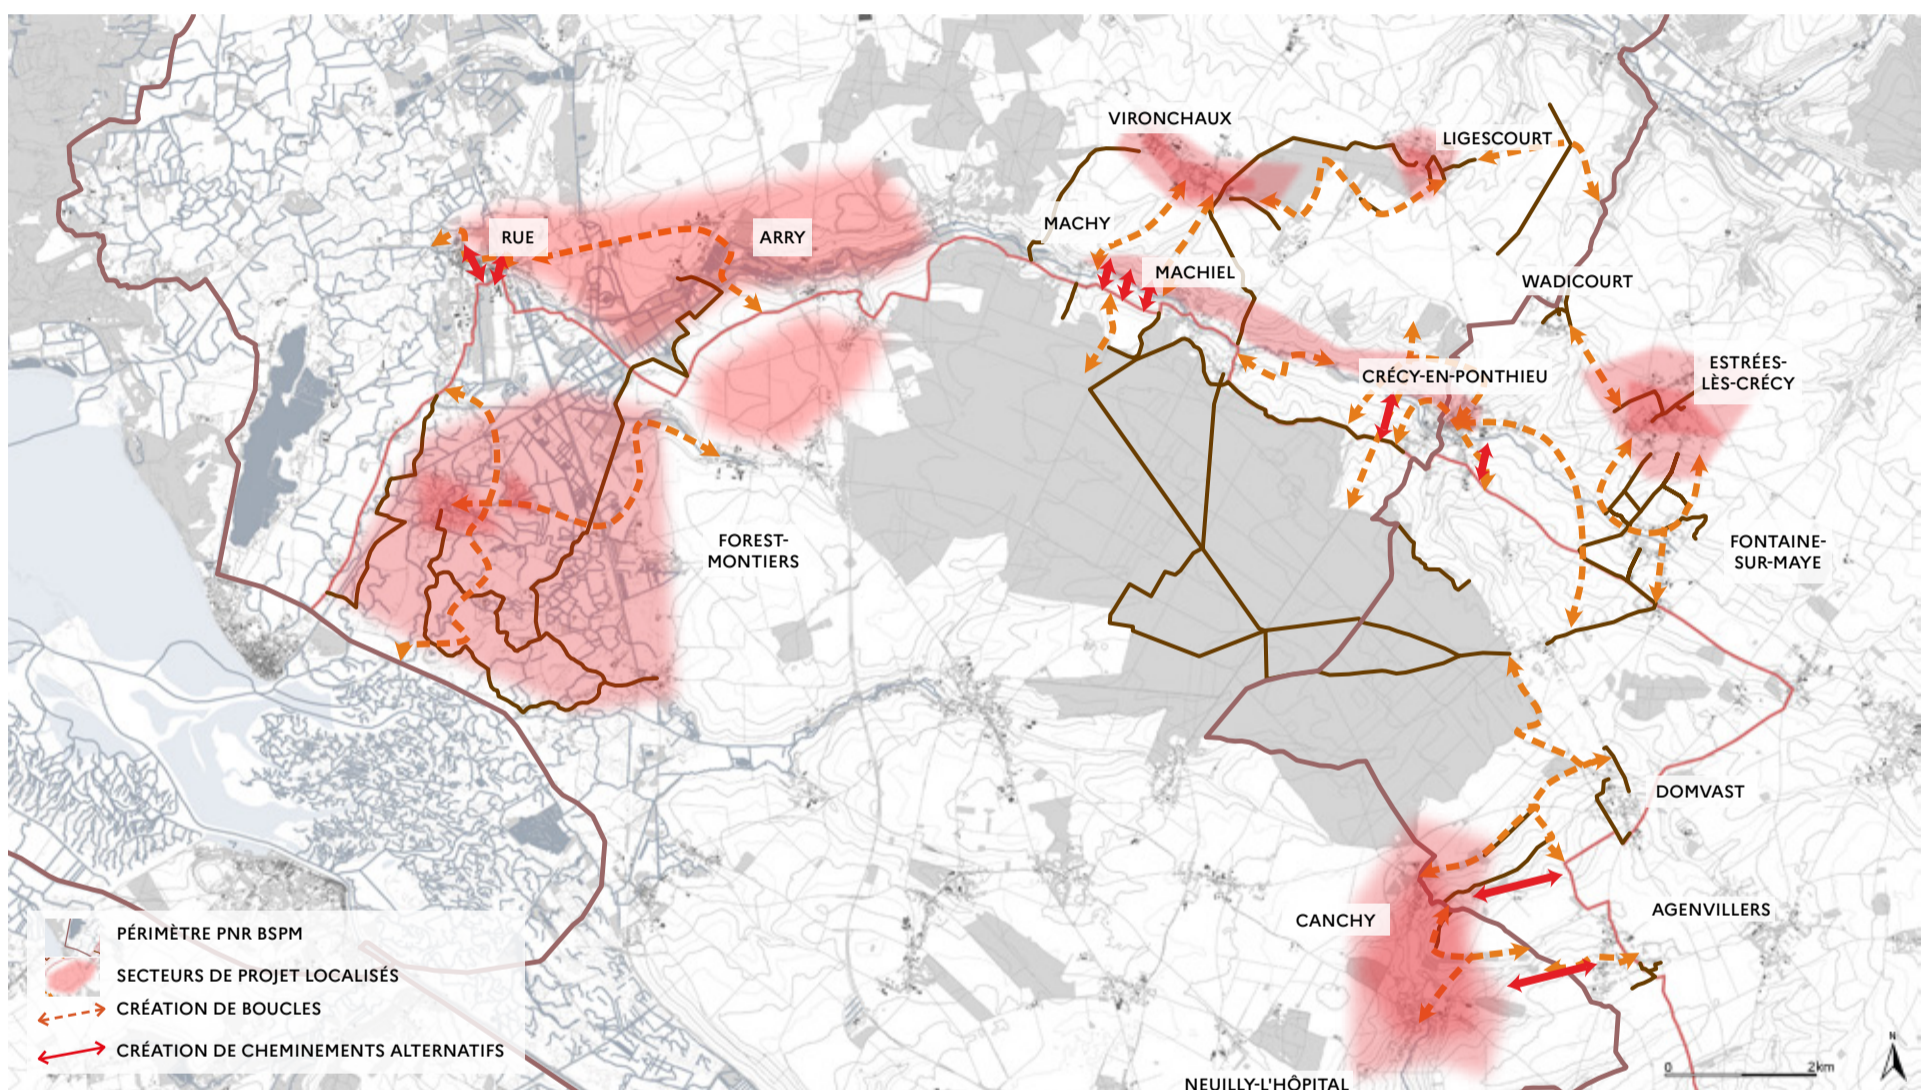 VIRONCHAUX
LIGESCOURT
MACHY
RUE
ARRY
MACHIEL
WADICOURT
CRÉCY-EN-PONTHIEU
ESTRÉES-
LÈS-CRÉCY
FOREST-
MONTIERS
FONTAINE-
SUR-MAYE
DOMVAST
CANCHY
AGENVILLERS
PÉRIMÈTRE PNR BSPM
SECTEURS DE PROJET LOCALISÉS
CRÉATION DE BOUCLES
CRÉATION DE CHEMINEMENTS ALTERNATIFS
N
0 2km
NEUILLY-L'HÔPITAL